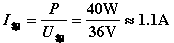 I额 = P/U额 = 40W/36V ≈ 1.1A